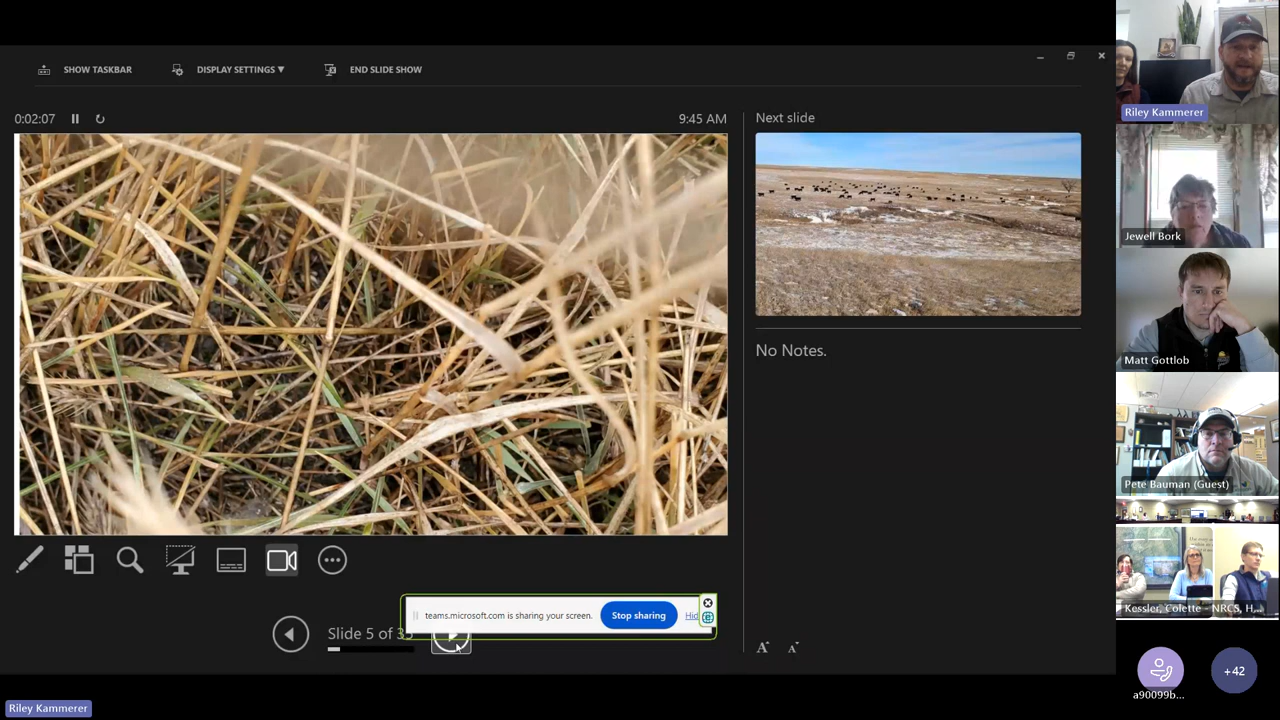 SHOW TASKBAR
DISPLAY SETTINGS ▼
END SLIDE SHOW
0:02:07
9:45 AM
Next slide
No Notes.
teams.microsoft.com is sharing your screen.
Stop sharing
Hid
Slide 5 of 33
A A
Riley Kammerer
Riley Kammerer
Jewell Bork
Matt Gottlob
Pete Bauman (Guest)
Kessler, Colette - NRCS, H...
a90099b...
+42